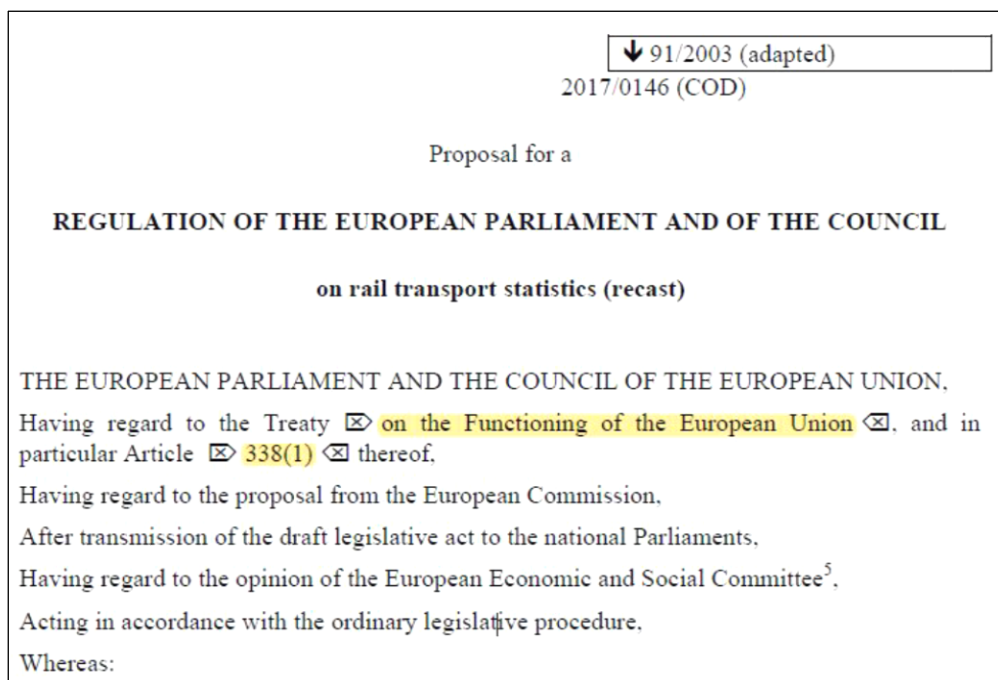 🡻 91/2003 (adapted)
2017/0146 (COD)
Proposal for a
REGULATION OF THE EUROPEAN PARLIAMENT AND OF THE COUNCIL
on rail transport statistics (recast)
THE EUROPEAN PARLIAMENT AND THE COUNCIL OF THE EUROPEAN UNION,
Having regard to the Treaty ⌦ on the Functioning of the European Union ⌫, and in
particular Article ⌦ 338(1) ⌫ thereof,
Having regard to the proposal from the European Commission,
After transmission of the draft legislative act to the national Parliaments,
Having regard to the opinion of the European Economic and Social Committee⁵,
Acting in accordance with the ordinary legislative procedure,
Whereas: